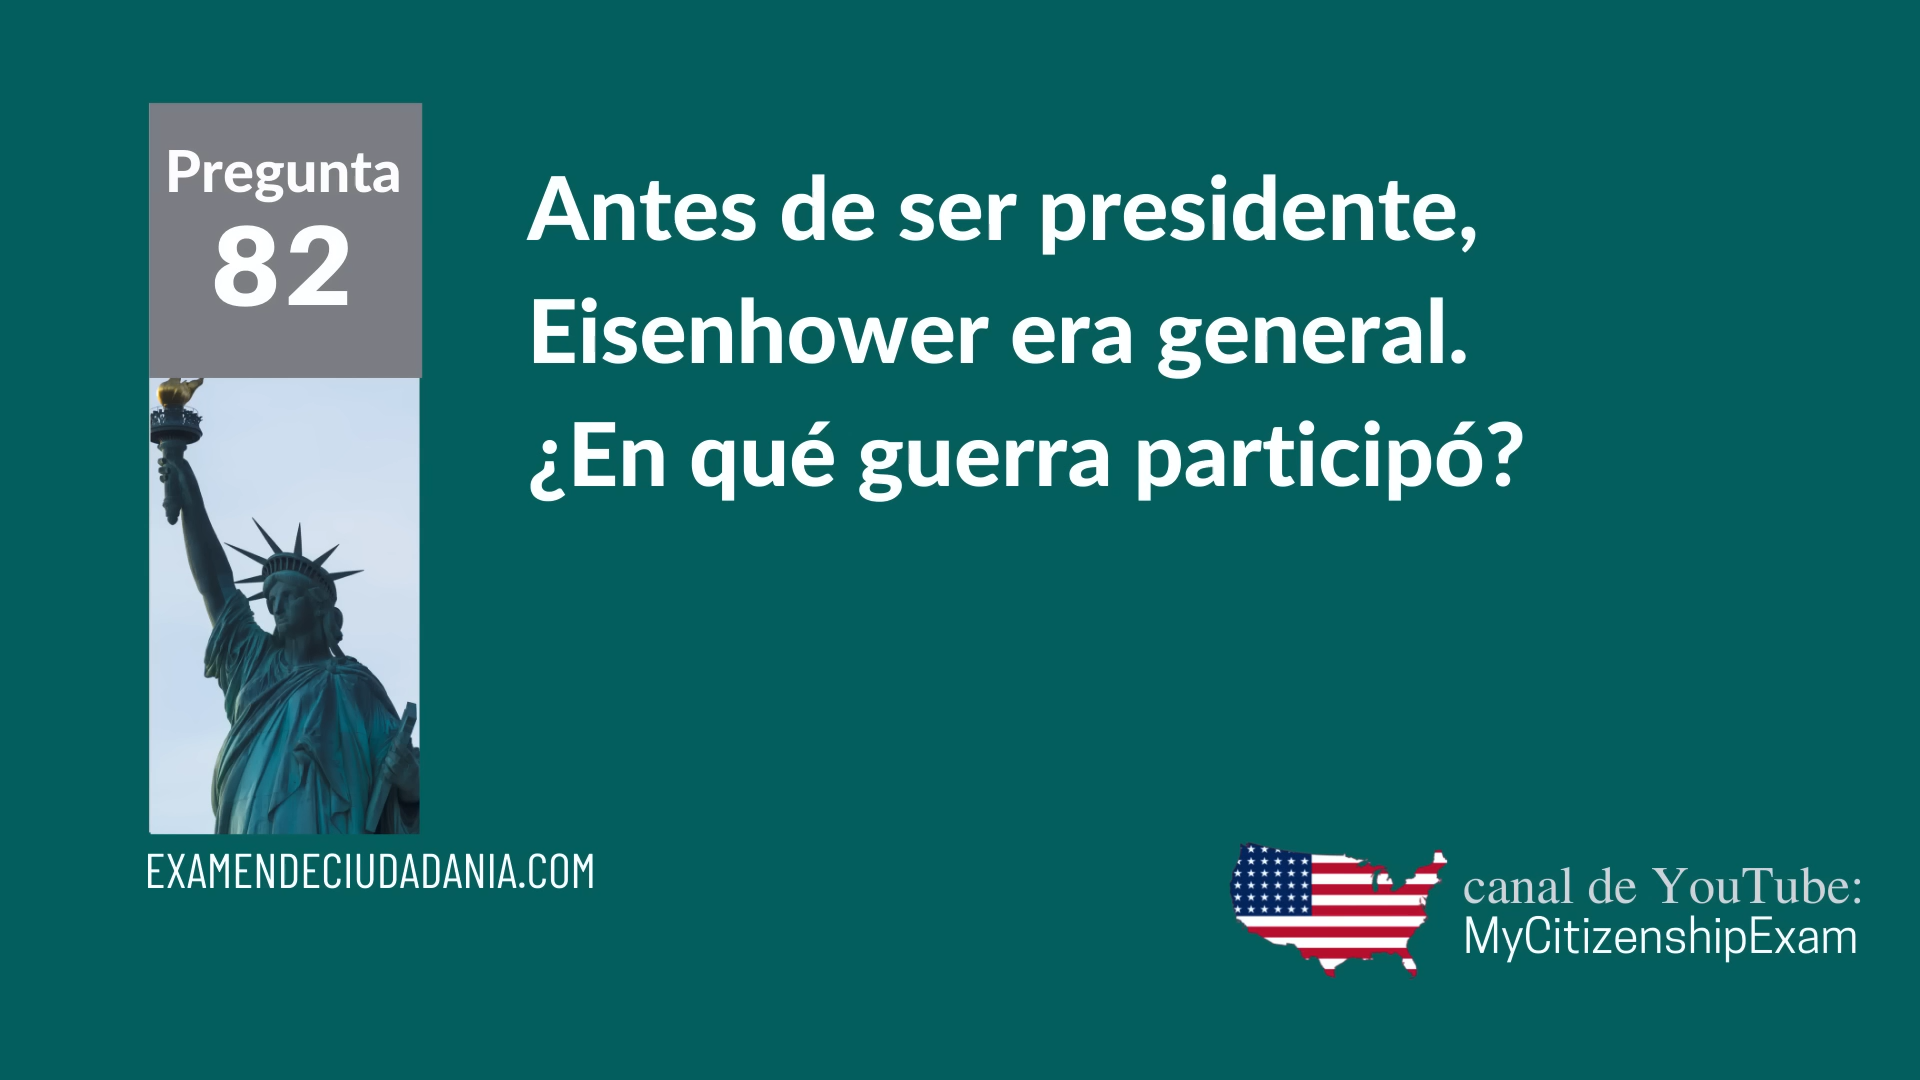 Pregunta
82
Antes de ser presidente,
Eisenhower era general.
¿En qué guerra participó?
EXAMENDECIUDADANIA.COM
canal de YouTube:
MyCitizenshipExam